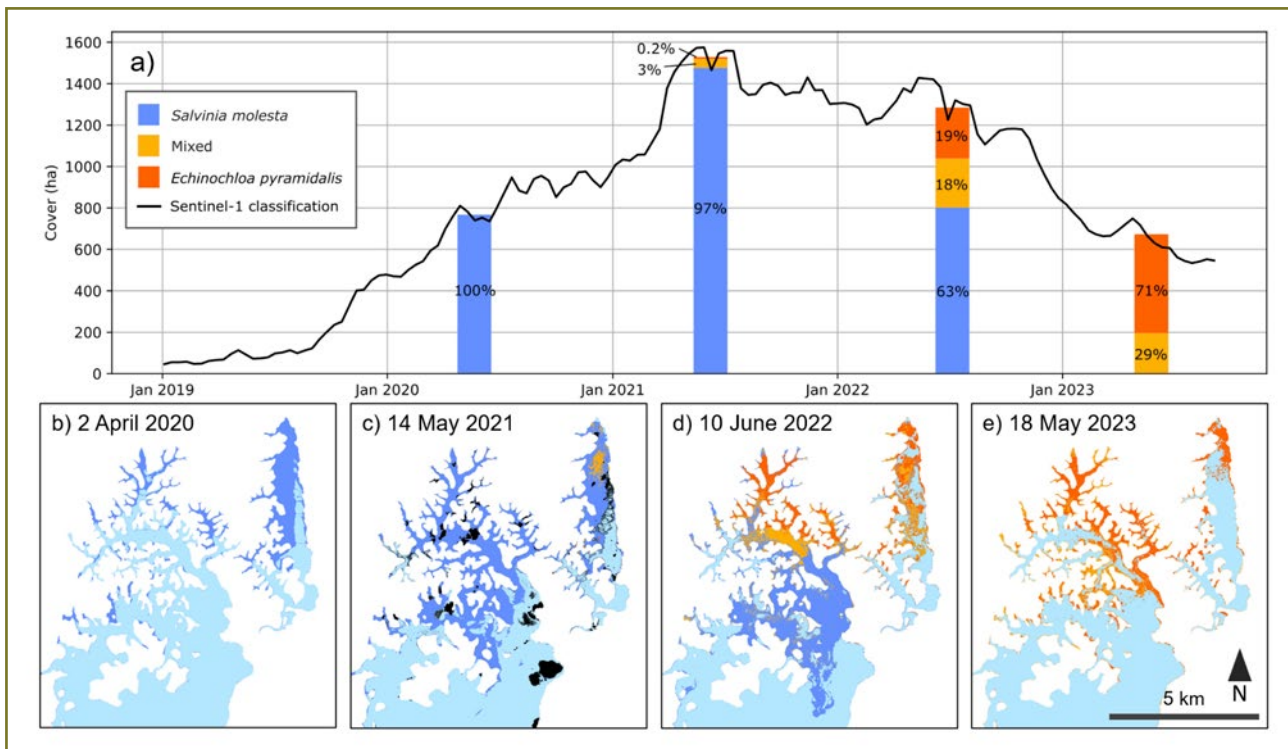 a)
1600
1400
1200
1000
800
600
400
200
0
Cover (ha)
Salvinia molesta
Mixed
Echinochloa pyramidalis
Sentinel-1 classification
100%
0.2%
3%
97%
19%
18%
63%
71%
29%
Jan 2019
Jan 2020
Jan 2021
Jan 2022
Jan 2023
b) 2 April 2020
c) 14 May 2021
d) 10 June 2022
e) 18 May 2023
N
5 km